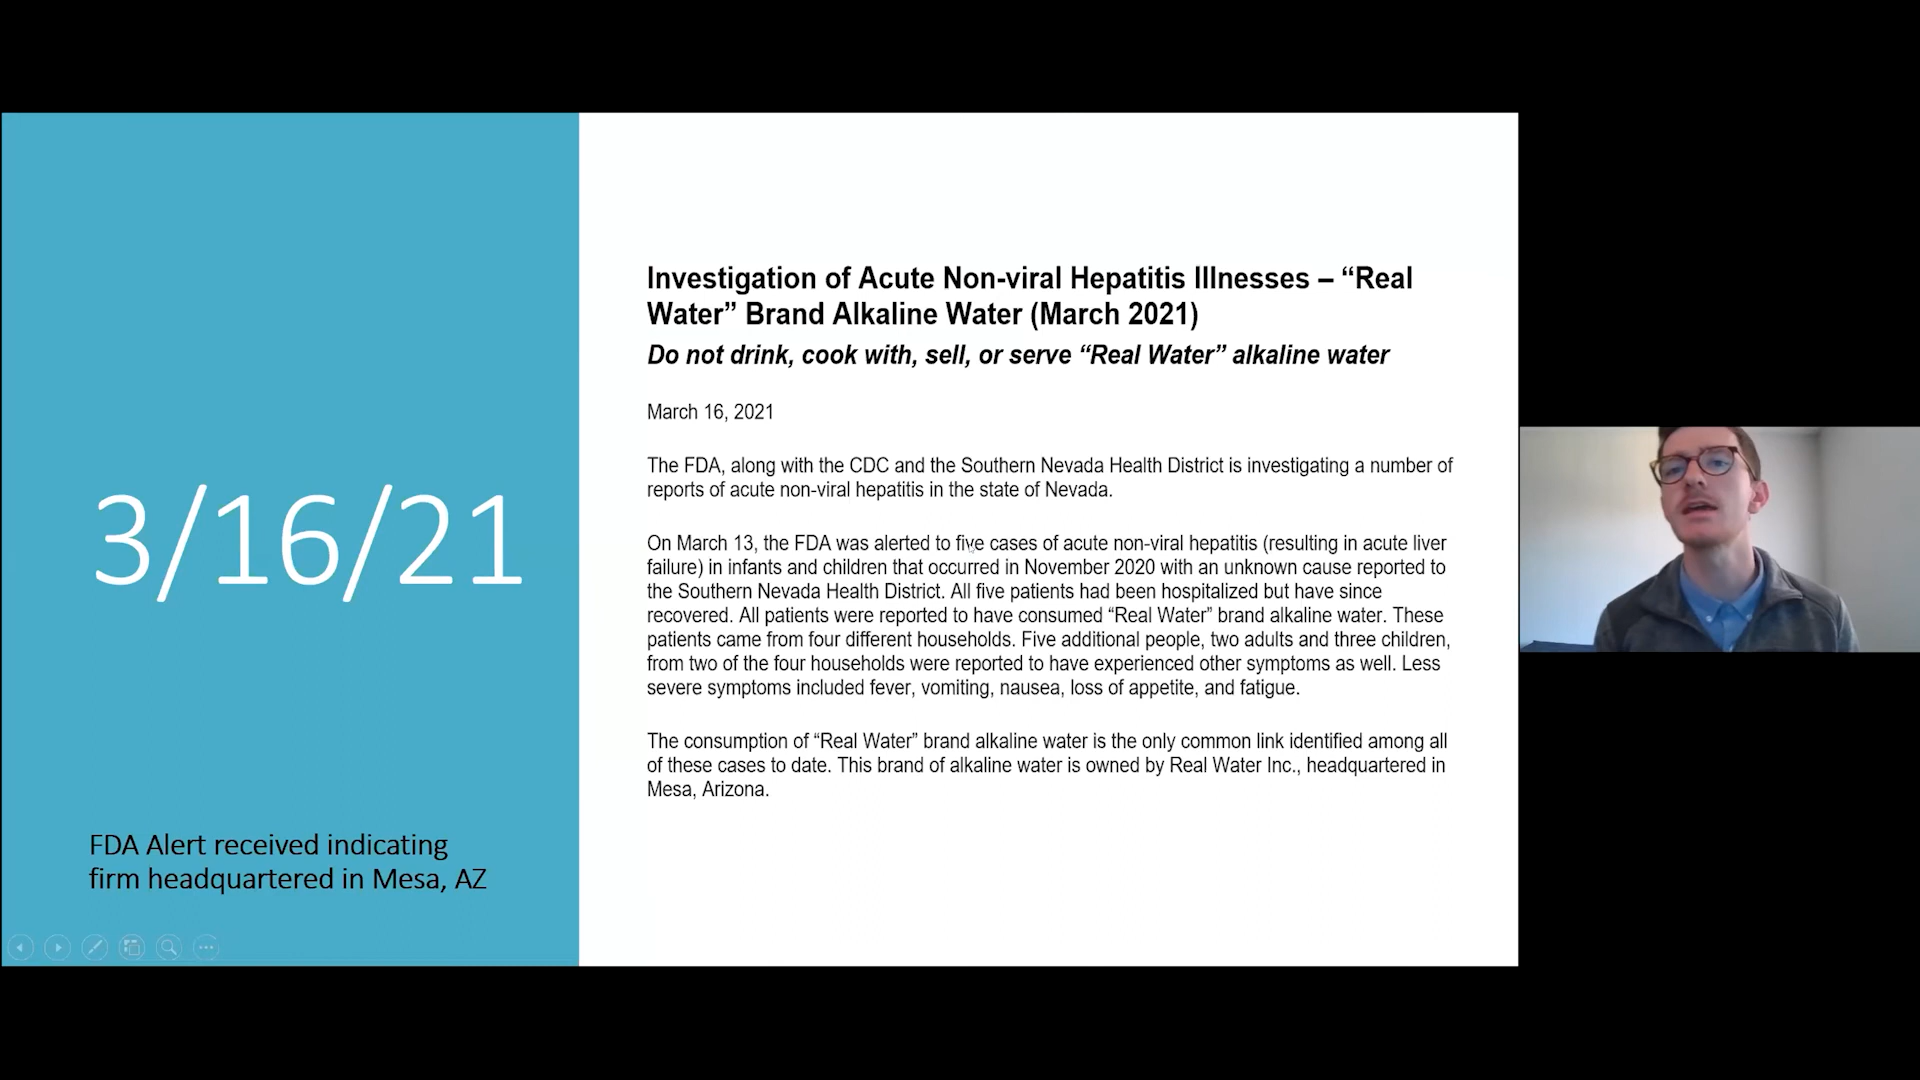 3/16/21
FDA Alert received indicating
firm headquartered in Mesa, AZ
Investigation of Acute Non-viral Hepatitis Illnesses – “Real
Water” Brand Alkaline Water (March 2021)
Do not drink, cook with, sell, or serve “Real Water” alkaline water
March 16, 2021
The FDA, along with the CDC and the Southern Nevada Health District is investigating a number of
reports of acute non-viral hepatitis in the state of Nevada.
On March 13, the FDA was alerted to five cases of acute non-viral hepatitis (resulting in acute liver
failure) in infants and children that occurred in November 2020 with an unknown cause reported to
the Southern Nevada Health District. All five patients had been hospitalized but have since
recovered. All patients were reported to have consumed “Real Water” brand alkaline water. These
patients came from four different households. Five additional people, two adults and three children,
from two of the four households were reported to have experienced other symptoms as well. Less
severe symptoms included fever, vomiting, nausea, loss of appetite, and fatigue.
The consumption of “Real Water” brand alkaline water is the only common link identified among all
of these cases to date. This brand of alkaline water is owned by Real Water Inc., headquartered in
Mesa, Arizona.